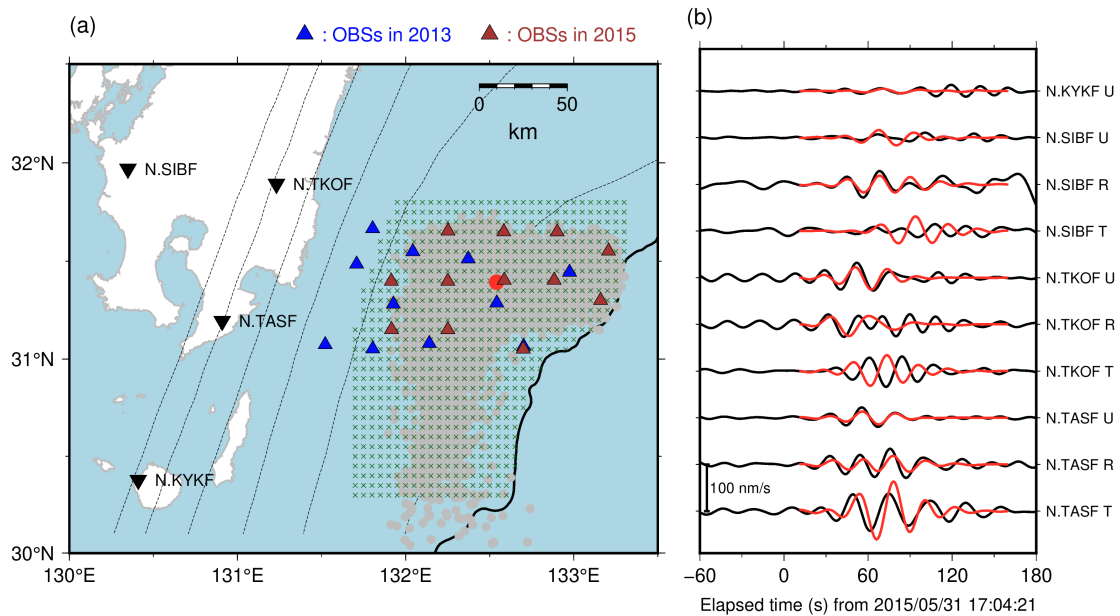 (a)
: OBSs in 2013
: OBSs in 2015
0 50
km
32°N
31°N
30°N
130°E 131°E 132°E 133°E
N.SIBF
N.TKOF
N.TASF
N.KYKF
(b)
N.KYKF U
N.SIBF U
N.SIBF R
N.SIBF T
N.TKOF U
N.TKOF R
N.TKOF T
N.TASF U
N.TASF R
100 nm/s
N.TASF T
−60 0 60 120 180
Elapsed time (s) from 2015/05/31 17:04:21